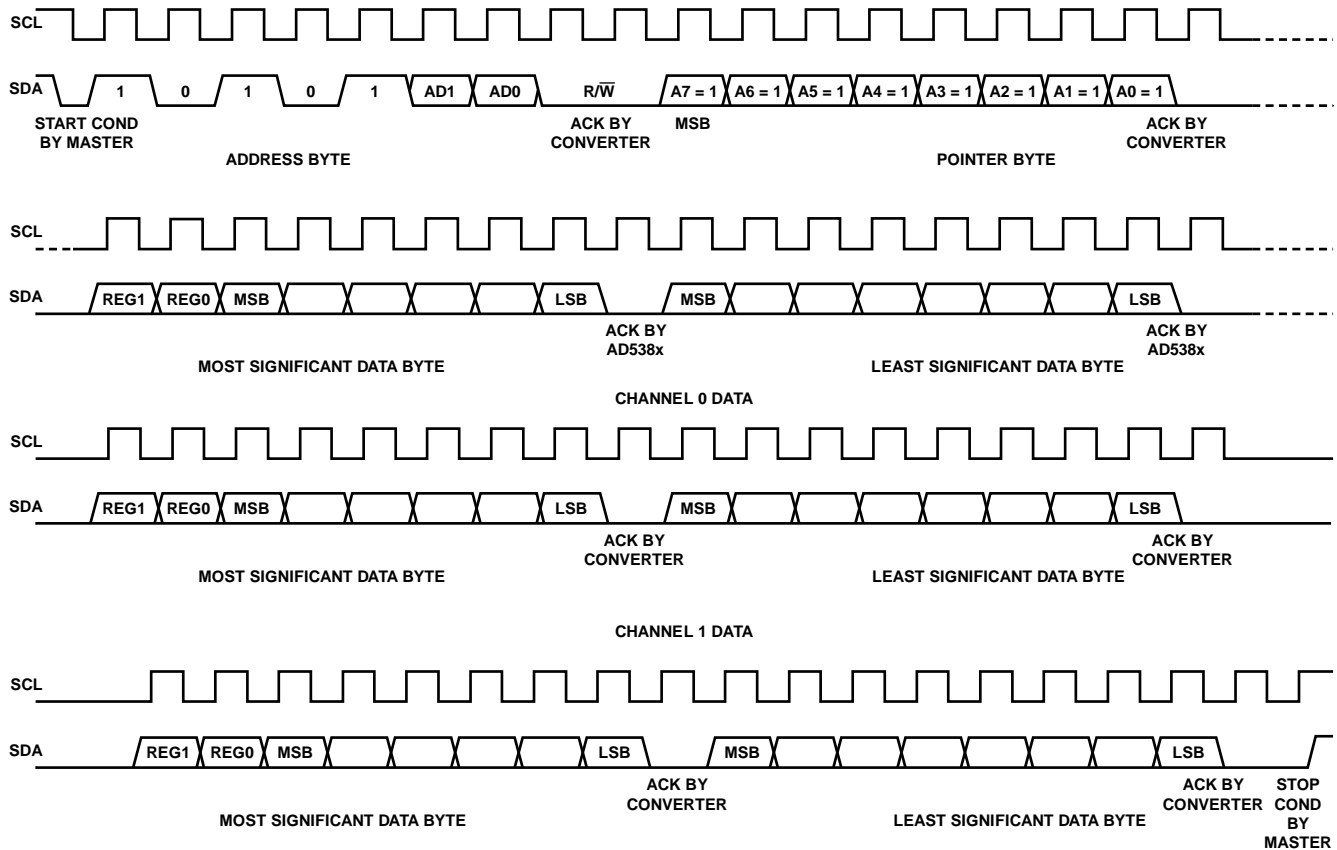 SCL
SDA 1 0 1 0 1 AD1 AD0 R/W̅ A7 = 1 A6 = 1 A5 = 1 A4 = 1 A3 = 1 A2 = 1 A1 = 1 A0 = 1
START COND BY MASTER
ACK BY CONVERTER
MSB
ACK BY CONVERTER
ADDRESS BYTE
POINTER BYTE
SCL
SDA REG1 REG0 MSB LSB MSB LSB
ACK BY AD538x
ACK BY AD538x
MOST SIGNIFICANT DATA BYTE
LEAST SIGNIFICANT DATA BYTE
CHANNEL 0 DATA
SCL
SDA REG1 REG0 MSB LSB MSB LSB
ACK BY CONVERTER
ACK BY CONVERTER
MOST SIGNIFICANT DATA BYTE
LEAST SIGNIFICANT DATA BYTE
CHANNEL 1 DATA
SCL
SDA REG1 REG0 MSB LSB MSB LSB
ACK BY CONVERTER
ACK BY CONVERTER
STOP COND BY MASTER
MOST SIGNIFICANT DATA BYTE
LEAST SIGNIFICANT DATA BYTE